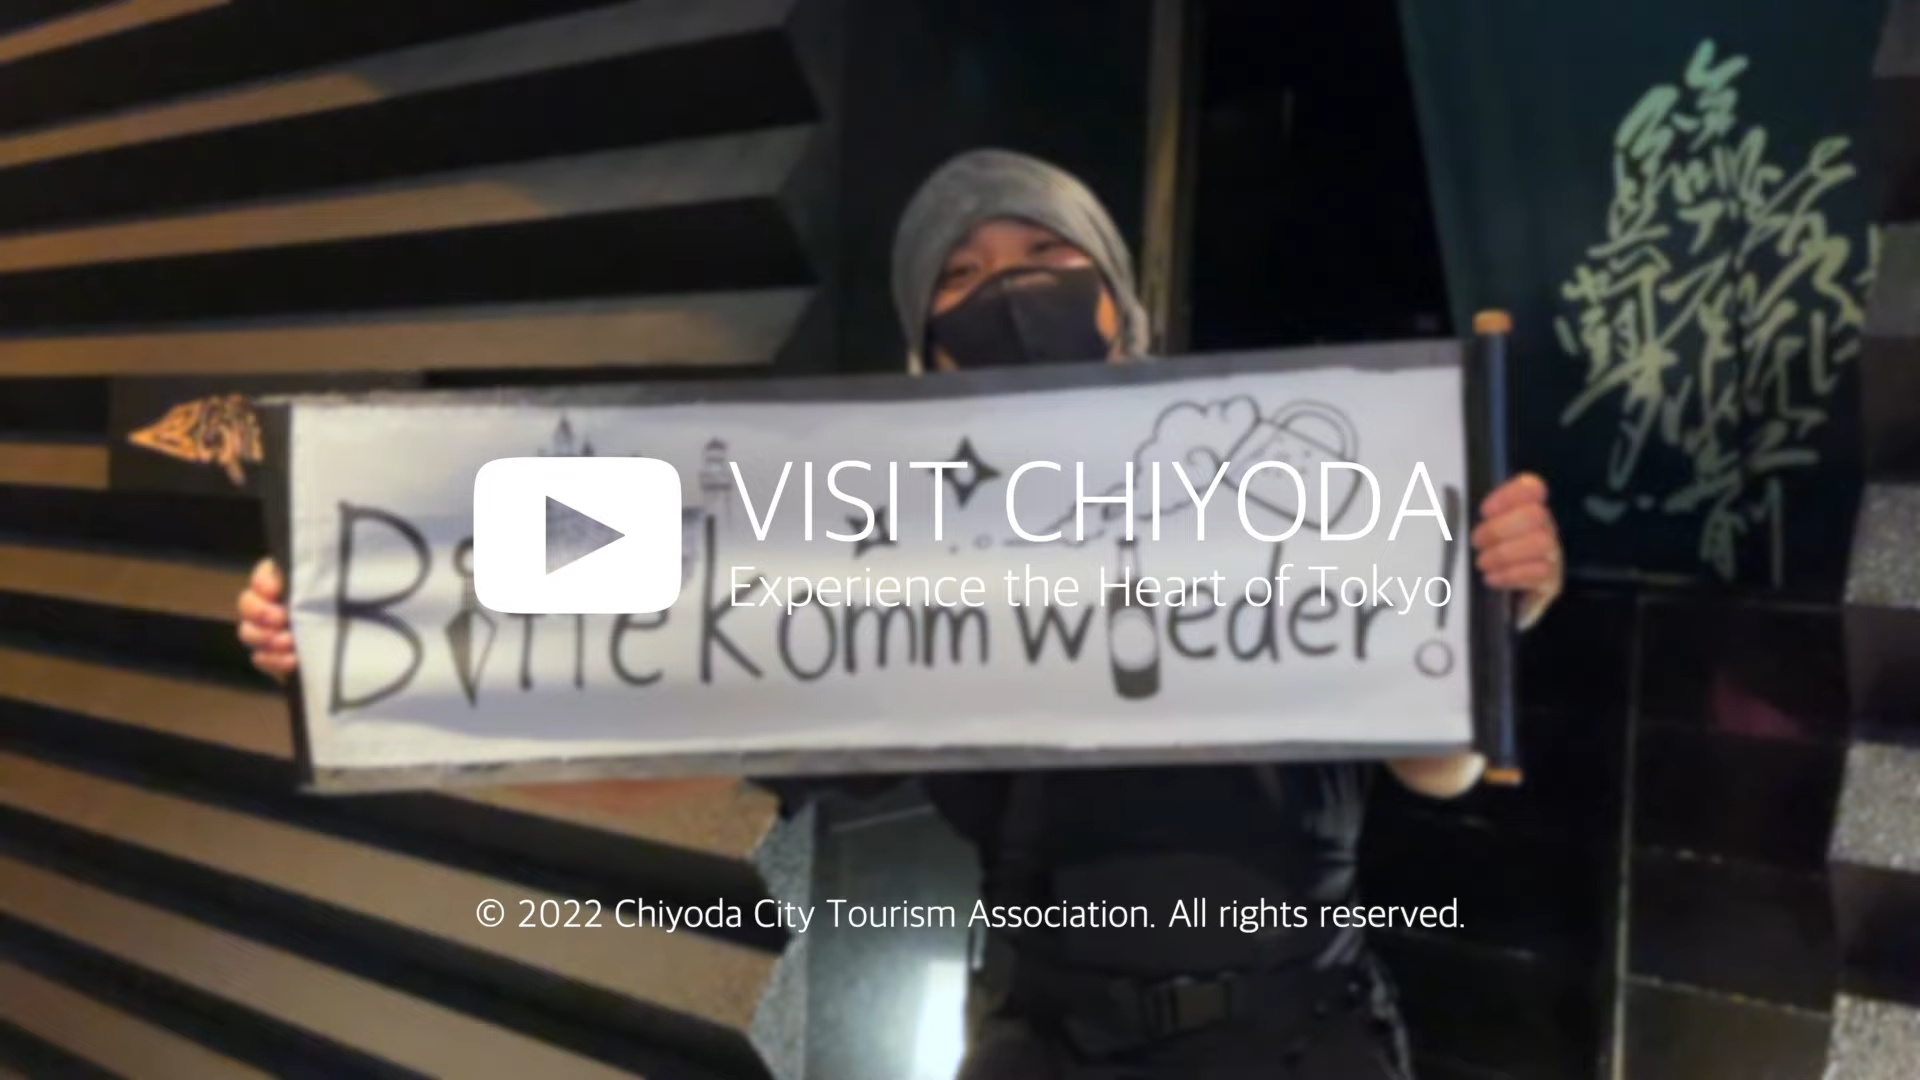 VISIT CHIYODA
Experience the Heart of Tokyo
Bitte komm wieder!
© 2022 Chiyoda City Tourism Association. All rights reserved.